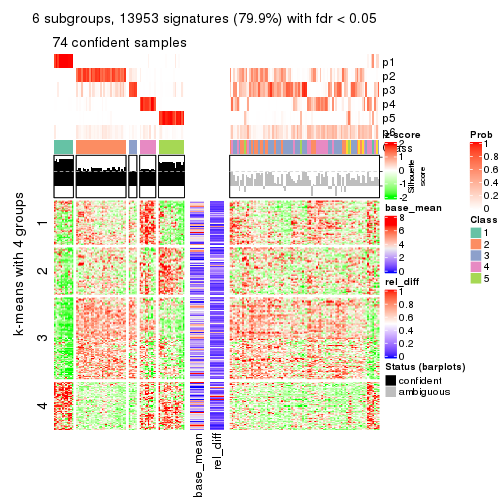 6 subgroups, 13953 signatures (79.9%) with fdr < 0.05
74 confident samples
p1
p2
p3
p4
p5
p6
z_score
2
-2
Class
Silhouette
score
base_mean
8
6
4
2
0
rel_diff
1
0.8
0.6
0.4
0.2
0
Status (barplots)
confident
ambiguous
Prob
1
0.8
0.6
0.4
0.2
0
Class
1
2
3
4
5
k-means with 4 groups
1
2
3
4
base_mean
rel_diff